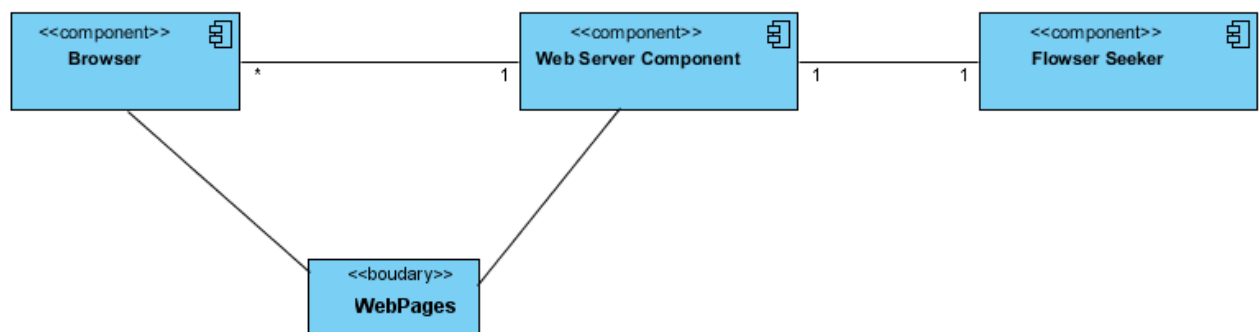 <<component>>
Browser
<<component>>
Web Server Component
<<component>>
Flowser Seeker
*
1
1
1
<<boudary>>
WebPages